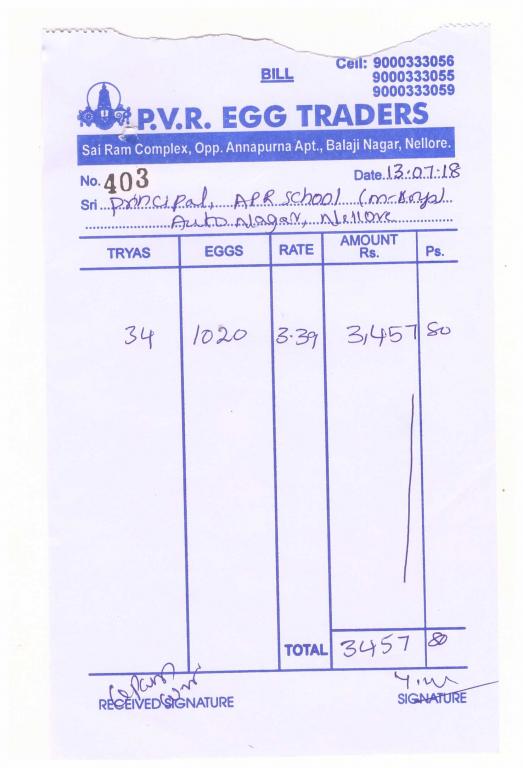 BILL
Cell: 9000333056
9000333055
9000333059
P.V.R. EGG TRADERS
Sai Ram Complex, Opp. Annapurna Apt., Balaji Nagar, Nellore.
No. 403 Date. 13.07.18
Sri Principal, APR School (m-Boys)
Auto Nagar, Nellore
TRYAS EGGS RATE AMOUNT Rs. Ps.
34 1020 3.39 3,457 80
TOTAL 3457 80
RECEIVED SIGNATURE SIGNATURE